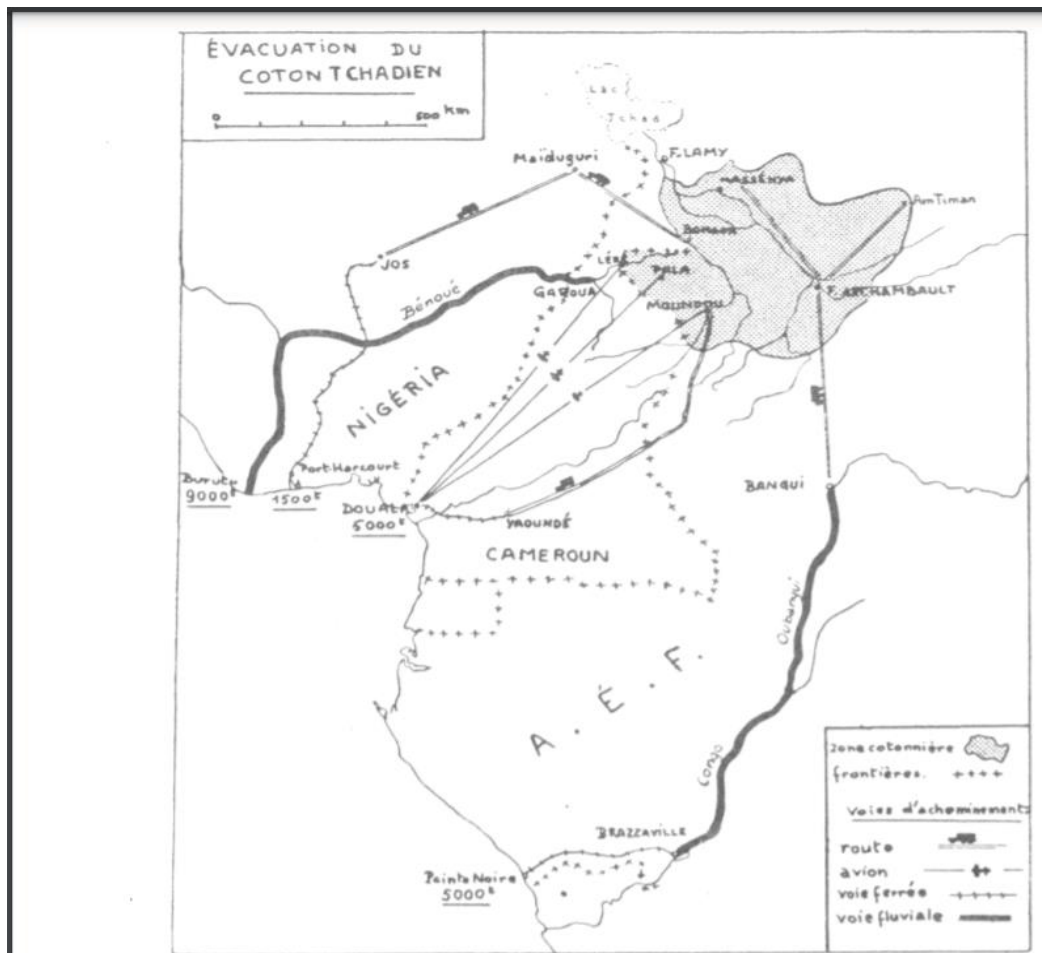 ÉVACUATION DU
COTON TCHADIEN
0 500 km
Lac
Tchad
F. LAMY
Maïduguri
MASSÉNYA
Am Timan
BONGOR
JOS
LÉRÉ
PALA
GAROUA
F. ARCHAMBAULT
MOUNDOU
Bénoué
NIGÉRIA
Port-Harcourt
Burutu
9000t
1500t
DOUALA
5000t
YAOUNDÉ
BANGUI
CAMEROUN
Oubangui
A. É. F.
Congo
BRAZZAVILLE
Pointe Noire
5000t
Zone cotonnière
frontières.
Voies d'acheminements
route
avion
voie ferrée
voie fluviale